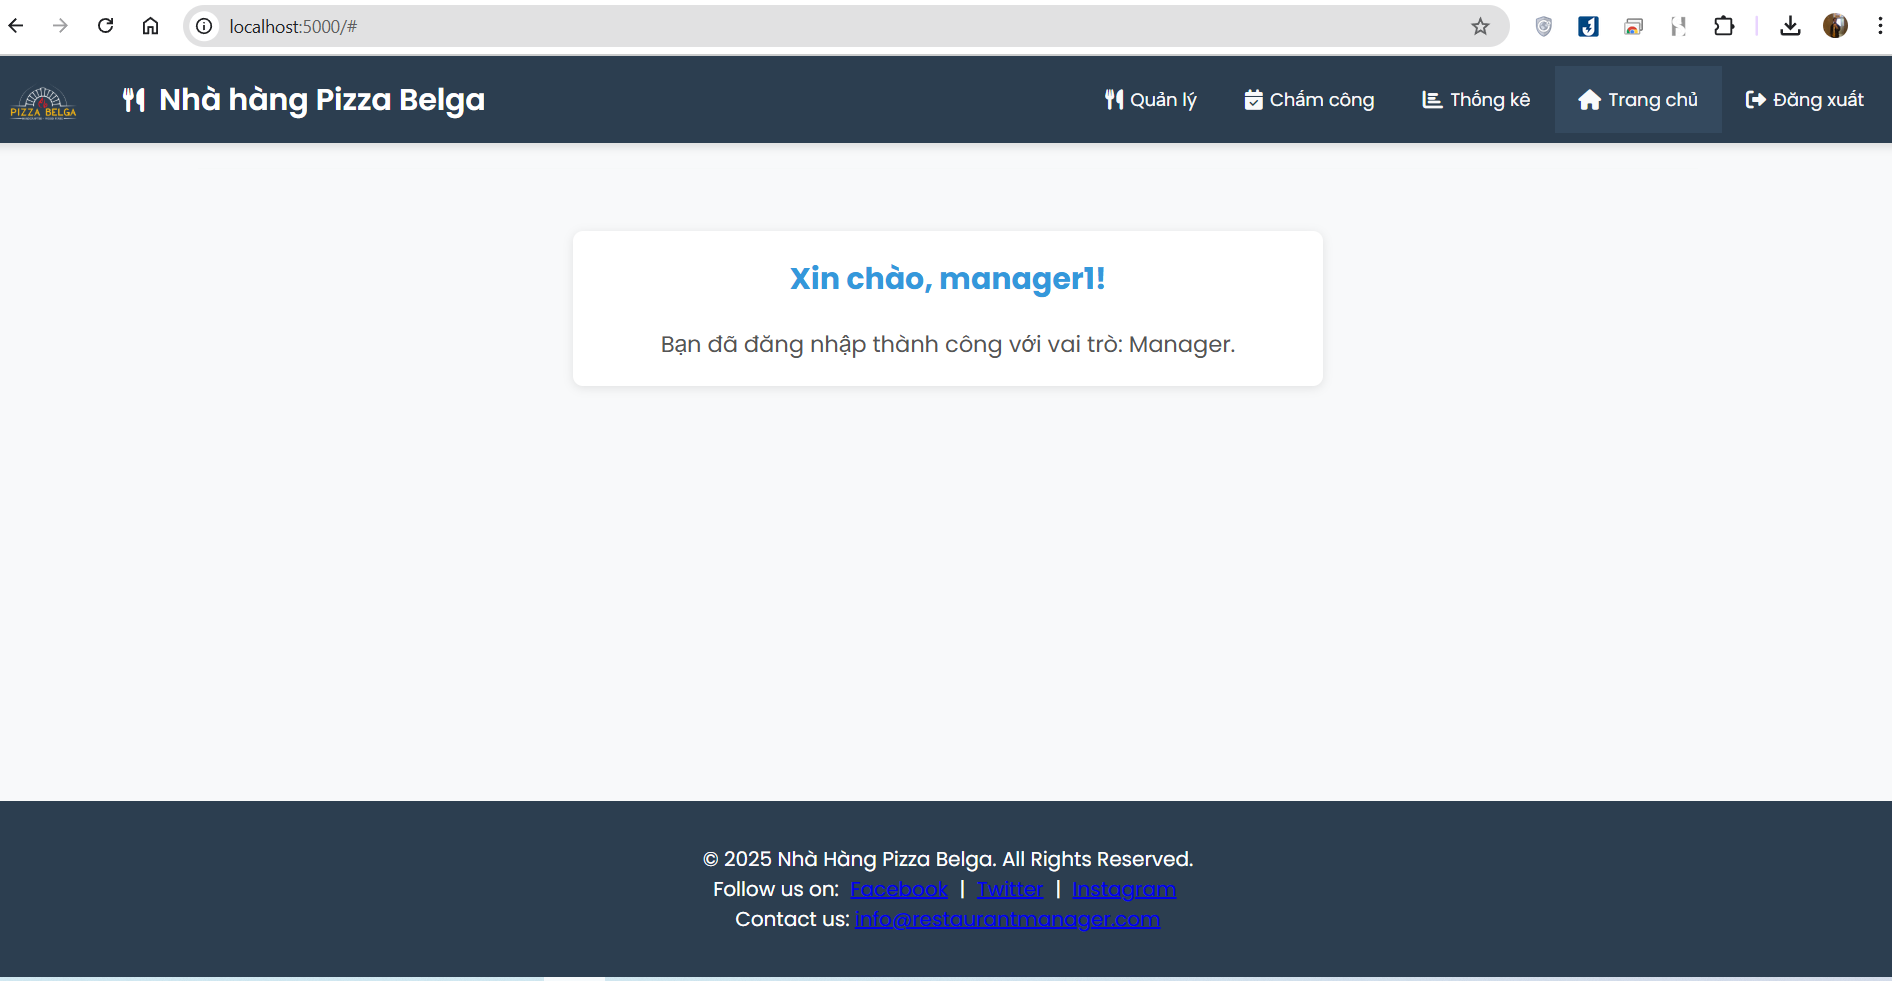 localhost:5000/#
PIZZA BELGA
Nhà hàng Pizza Belga
Quản lý
Chấm công
Thống kê
Trang chủ
Đăng xuất
Xin chào, manager1!
Bạn đã đăng nhập thành công với vai trò: Manager.
© 2025 Nhà Hàng Pizza Belga. All Rights Reserved.
Follow us on: Facebook | Twitter | Instagram
Contact us: info@restaurantmanager.com